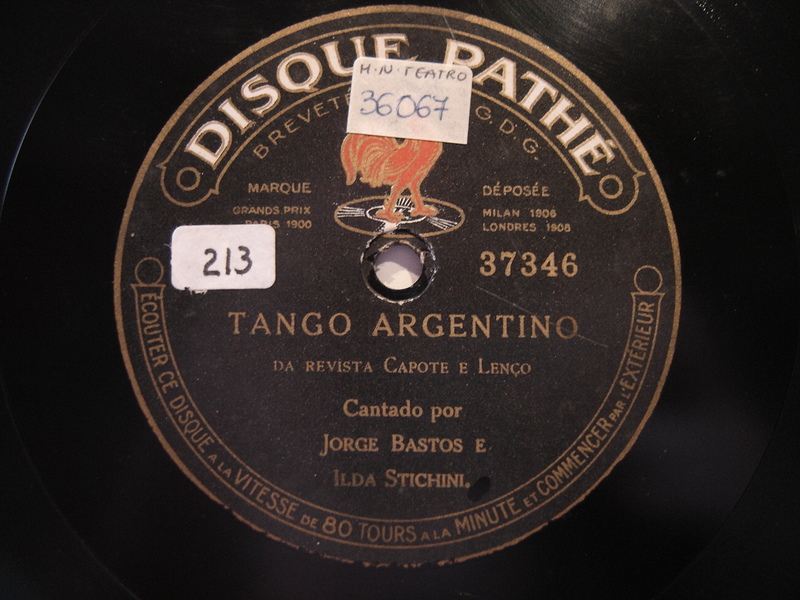 DISQUE PATHÉ
M.N. TEATRO
36067
G.D.G.
MARQUE DÉPOSÉE
GRANDS PRIX
PARIS 1900
MILAN 1906
LONDRES 1908
213
37346
TANGO ARGENTINO
DA REVISTA CAPOTE E LENÇO
Cantado por
JORGE BASTOS E
ILDA STICHINI.
ÉCOUTER CE DISQUE A LA VITESSE DE 80 TOURS A LA MINUTE ET COMMENCER PAR L'EXTÉRIEUR